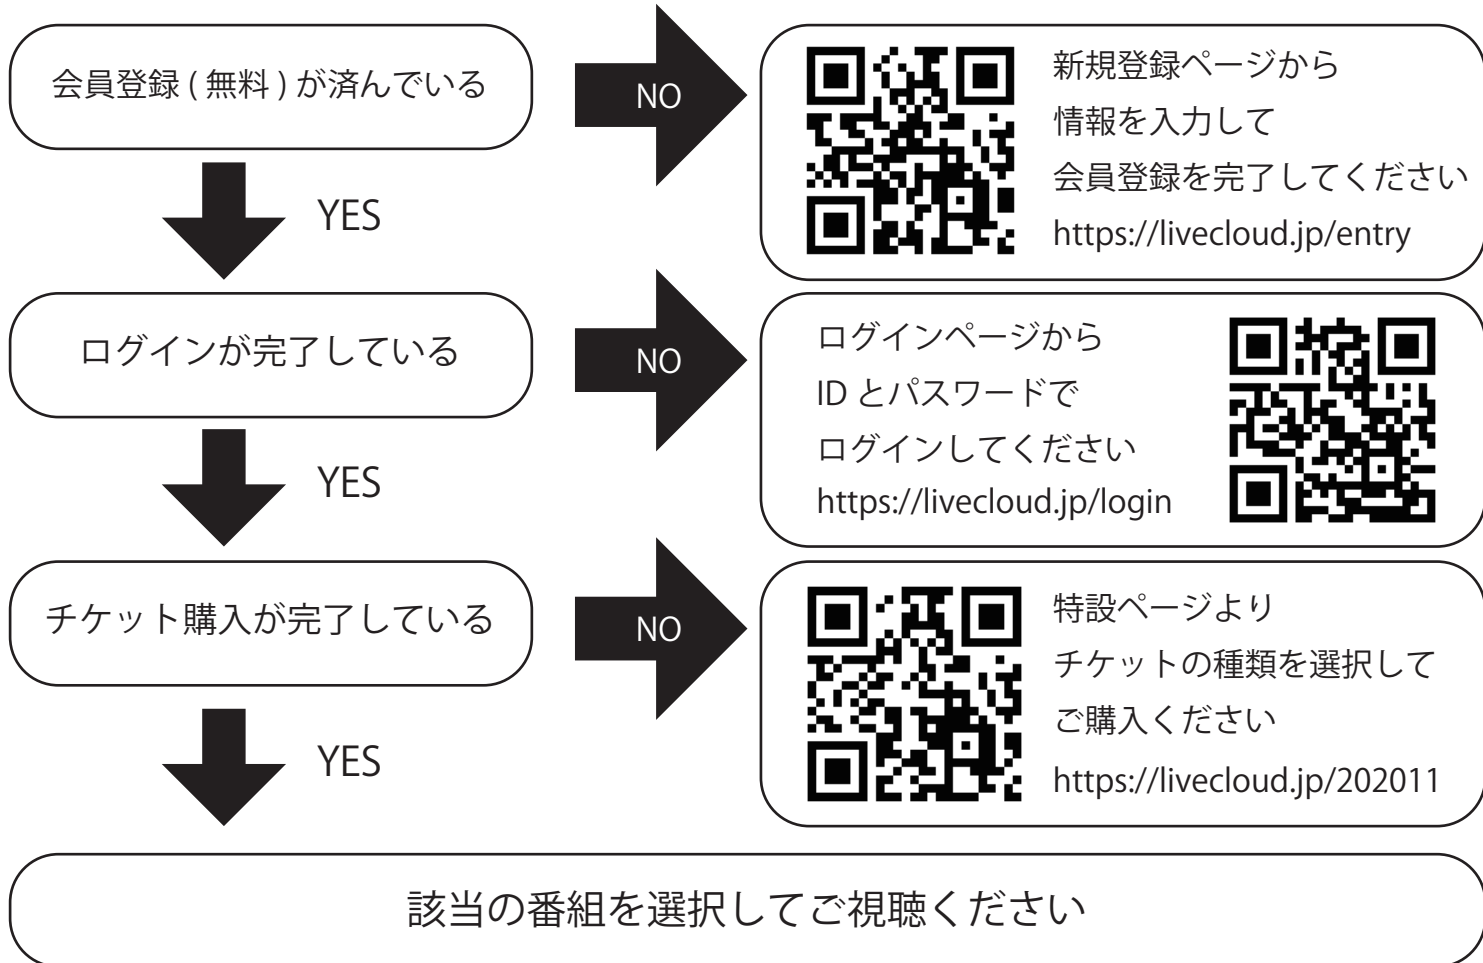 会員登録 ( 無料 ) が済んでいる
NO
新規登録ページから
情報を入力して
会員登録を完了してください
https://livecloud.jp/entry
YES
ログインが完了している
NO
ログインページから
ID とパスワードで
ログインしてください
https://livecloud.jp/login
YES
チケット購入が完了している
NO
特設ページより
チケットの種類を選択して
ご購入ください
https://livecloud.jp/202011
YES
該当の番組を選択してご視聴ください